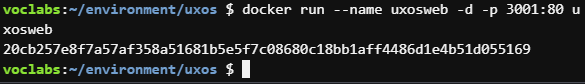 voclabs:~/environment/uxos $ docker run --name uxosweb -d -p 3001:80 u
xosweb
20cb257e8f7a57af358a51681b5e5f7c08680c18bb1aff4486d1e4b51d055169
voclabs:~/environment/uxos $